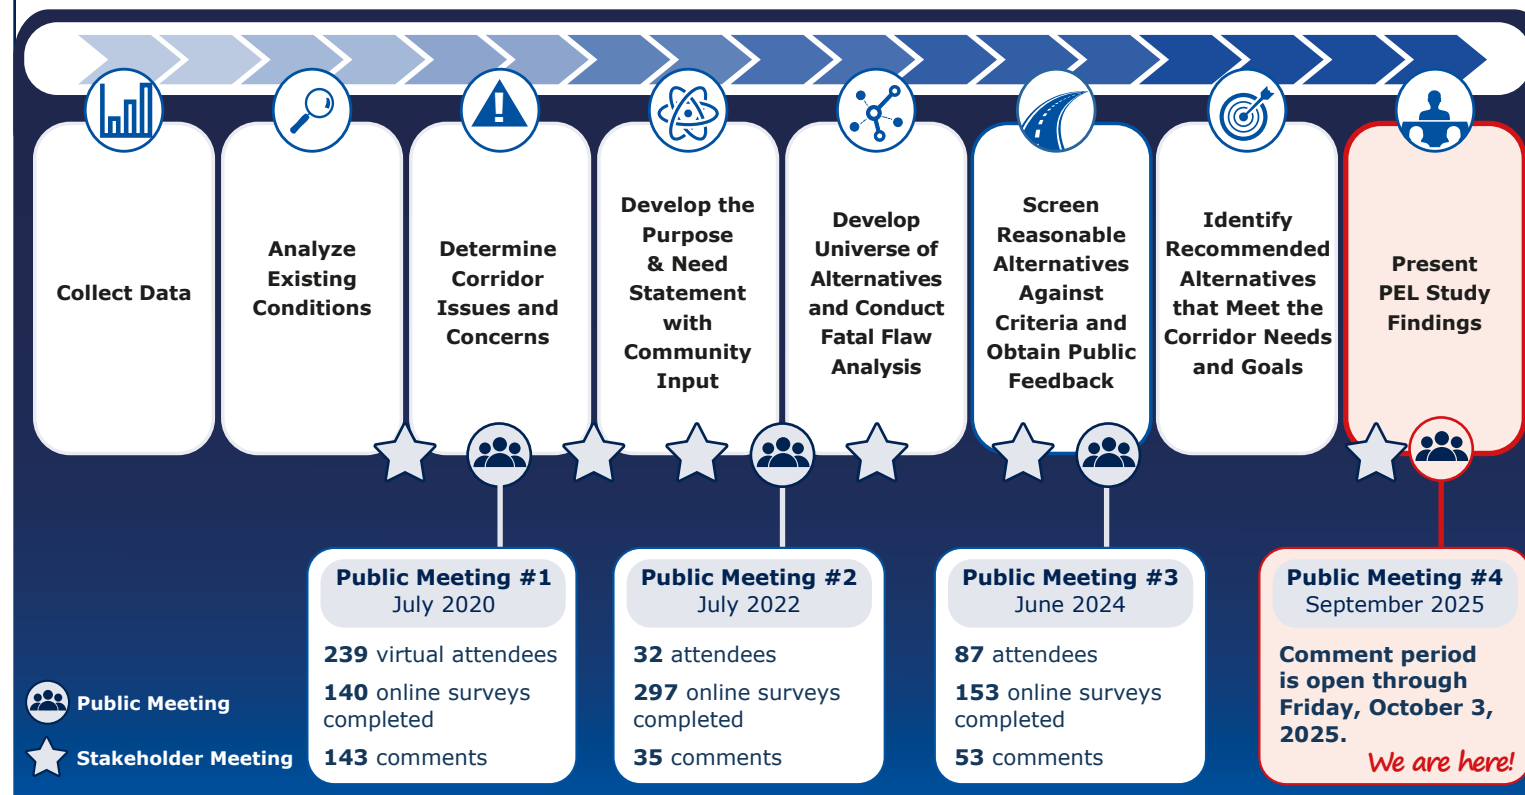 Collect Data
Analyze
Existing
Conditions
Determine
Corridor
Issues and
Concerns
Develop the
Purpose
& Need
Statement
with
Community
Input
Develop
Universe of
Alternatives
and Conduct
Fatal Flaw
Analysis
Screen
Reasonable
Alternatives
Against
Criteria and
Obtain Public
Feedback
Identify
Recommended
Alternatives
that Meet the
Corridor Needs
and Goals
Present
PEL Study
Findings
Public Meeting #1
July 2020
239 virtual attendees
140 online surveys
completed
143 comments
Public Meeting #2
July 2022
32 attendees
297 online surveys
completed
35 comments
Public Meeting #3
June 2024
87 attendees
153 online surveys
completed
53 comments
Public Meeting #4
September 2025
Comment period
is open through
Friday, October 3,
2025.
We are here!
Public Meeting
Stakeholder Meeting